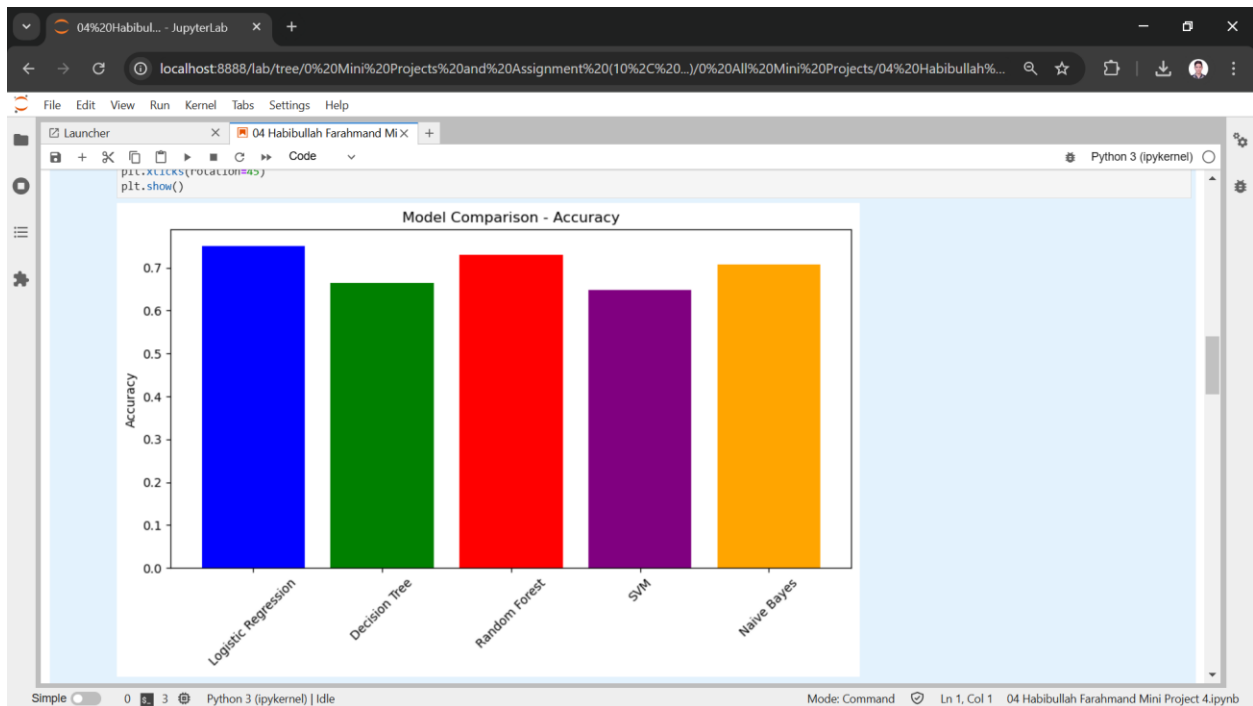 04%20Habibul... - JupyterLab
localhost:8888/lab/tree/0%20Mini%20Projects%20and%20Assignment%20(10%2C%20...)/0%20All%20Mini%20Projects/04%20Habibullah%...
File Edit View Run Kernel Tabs Settings Help
Launcher
04 Habibullah Farahmand Mi
Code
Python 3 (ipykernel)
plt.xticks(rotation=45)
plt.show()
Model Comparison - Accuracy
Accuracy
0.7
0.6
0.5
0.4
0.3
0.2
0.1
0.0
Logistic Regression
Decision Tree
Random Forest
SVM
Naive Bayes
Simple 0 3 Python 3 (ipykernel) | Idle
Mode: Command Ln 1, Col 1 04 Habibullah Farahmand Mini Project 4.ipynb